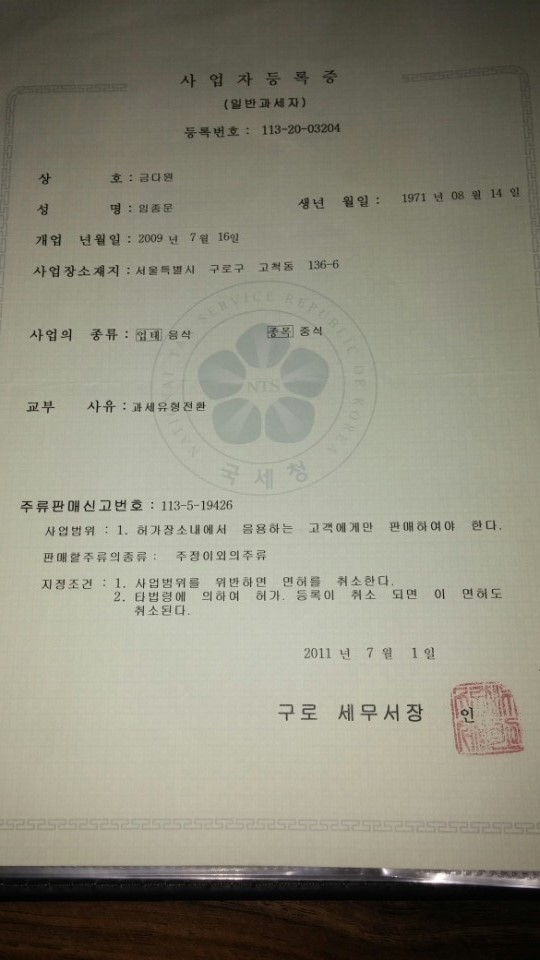 사업자등록증
(일반과세자)
등록번호 : 113-20-03204
상 호 : 금다원
성 명 : 임종문 생년 월일 : 1971 년 08 월 14 일
개업 년월일 : 2009 년 7 월 16일
사업장소재지 : 서울특별시 구로구 고척동 136-6
사업의 종류 : 업태 음식 종목 중식
NATIONAL TAX SERVICE REPUBLIC OF KOREA
NTS
국세청
교부 사유 : 과세유형전환
주류판매신고번호 : 113-5-19426
사업범위 : 1. 허가장소내에서 음용하는 고객에게만 판매하여야 한다.
판매할주류의종류 : 주정이외의주류
지정조건 : 1. 사업범위를 위반하면 면허를 취소한다.
2. 타법령에 의하여 허가. 등록이 취소 되면 이 면허도
취소된다.
2011 년 7 월 1 일
구로 세무서장 인